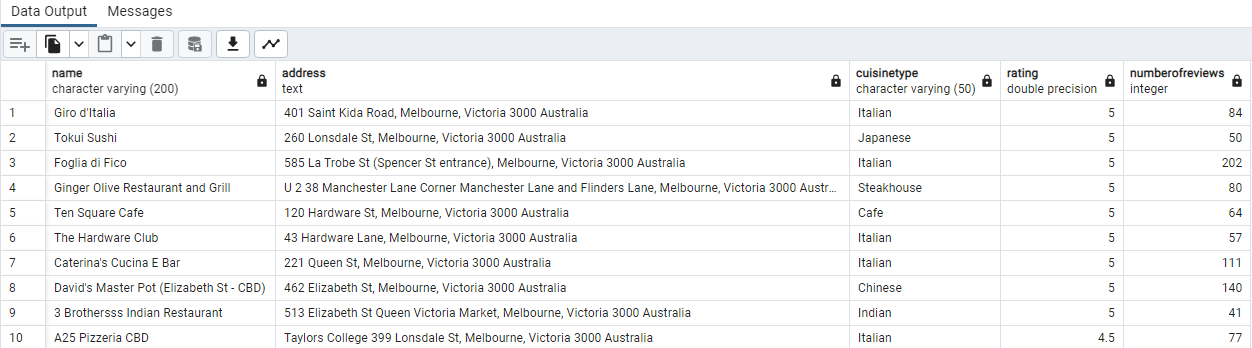 Data Output Messages
name address cuisinetype rating numberofreviews
character varying (200) text character varying (50) double precision integer
1 Giro d'Italia 401 Saint Kida Road, Melbourne, Victoria 3000 Australia Italian 5 84
2 Tokui Sushi 260 Lonsdale St, Melbourne, Victoria 3000 Australia Japanese 5 50
3 Foglia di Fico 585 La Trobe St (Spencer St entrance), Melbourne, Victoria 3000 Australia Italian 5 202
4 Ginger Olive Restaurant and Grill U 2 38 Manchester Lane Corner Manchester Lane and Flinders Lane, Melbourne, Victoria 3000 Austr... Steakhouse 5 80
5 Ten Square Cafe 120 Hardware St, Melbourne, Victoria 3000 Australia Cafe 5 64
6 The Hardware Club 43 Hardware Lane, Melbourne, Victoria 3000 Australia Italian 5 57
7 Caterina's Cucina E Bar 221 Queen St, Melbourne, Victoria 3000 Australia Italian 5 111
8 David's Master Pot (Elizabeth St - CBD) 462 Elizabeth St, Melbourne, Victoria 3000 Australia Chinese 5 140
9 3 Brothersss Indian Restaurant 513 Elizabeth St Queen Victoria Market, Melbourne, Victoria 3000 Australia Indian 5 41
10 A25 Pizzeria CBD Taylors College 399 Lonsdale St, Melbourne, Victoria 3000 Australia Italian 4.5 77